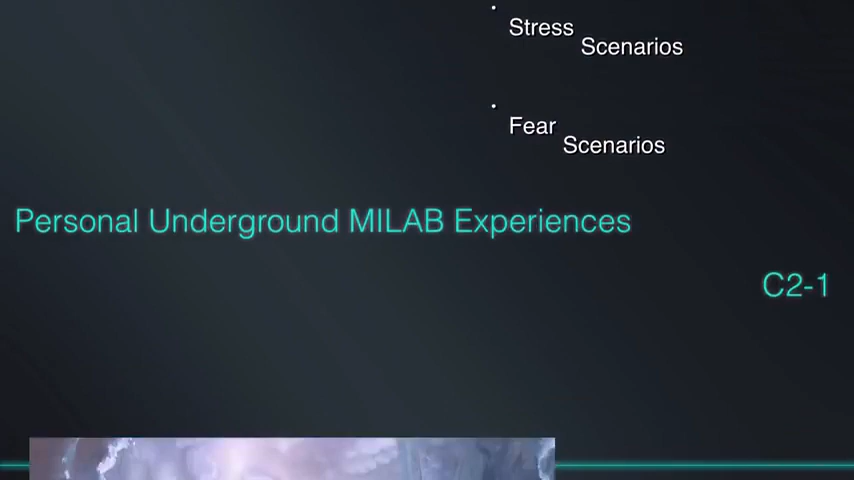 Stress
Scenarios
Fear
Scenarios
Personal Underground MILAB Experiences
C2-1